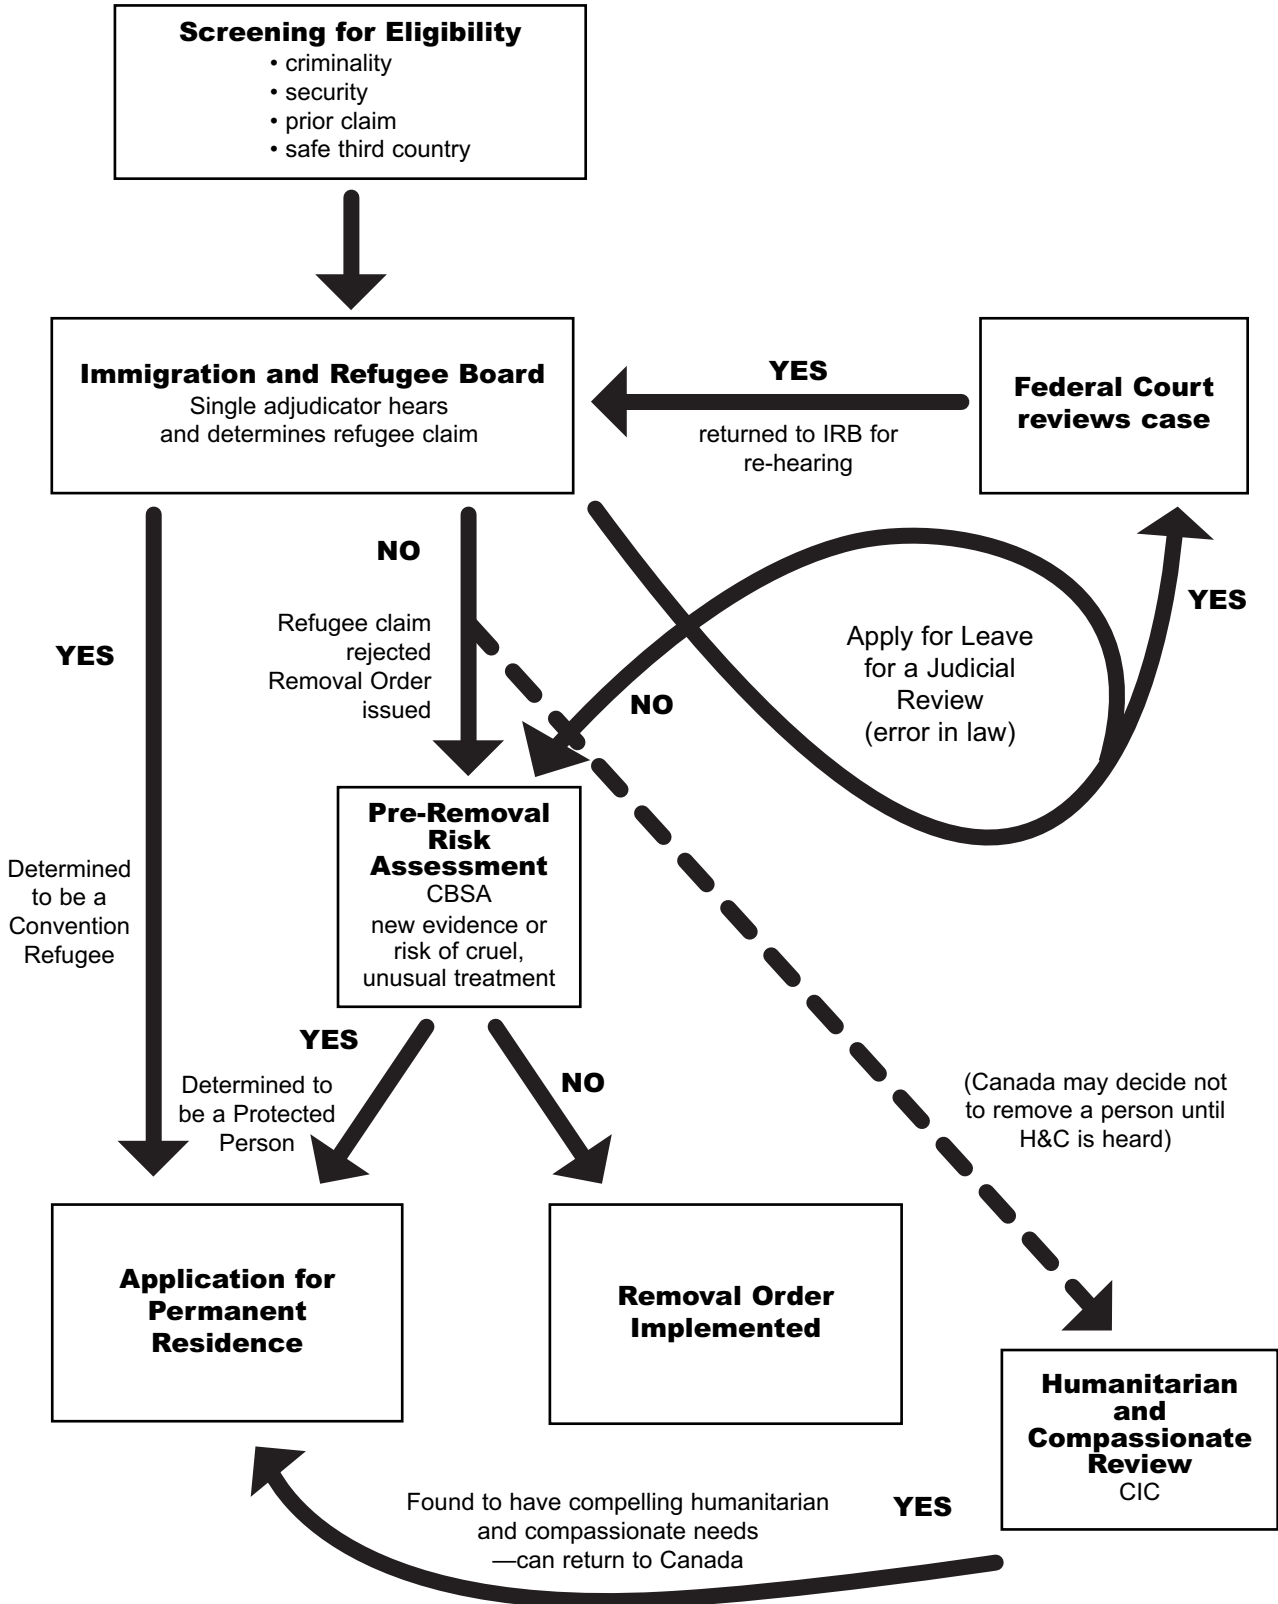 Screening for Eligibility
• criminality
• security
• prior claim
• safe third country
Immigration and Refugee Board
Single adjudicator hears
and determines refugee claim
YES
returned to IRB for
re-hearing
Federal Court
reviews case
NO
Refugee claim
rejected
Removal Order
issued
YES
Determined
to be a
Convention
Refugee
NO
Apply for Leave
for a Judicial
Review
(error in law)
YES
Pre-Removal
Risk
Assessment
CBSA
new evidence or
risk of cruel,
unusual treatment
YES
Determined to
be a Protected
Person
NO
(Canada may decide not
to remove a person until
H&C is heard)
Application for
Permanent
Residence
Removal Order
Implemented
Humanitarian
and
Compassionate
Review
CIC
Found to have compelling humanitarian
and compassionate needs
—can return to Canada
YES